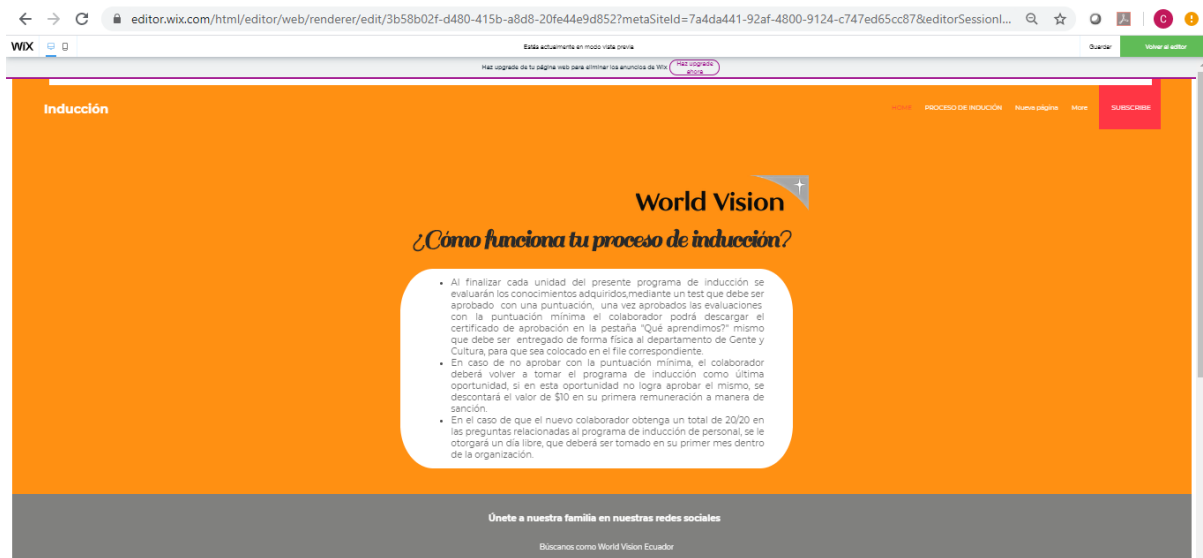 editor.wix.com/html/editor/web/renderer/edit/3b58b02f-d480-415b-a8d8-20fe44e9d852?metaSiteId=7a4da441-92af-4800-9124-c747ed65cc87&editorSessionI...
C
WiX
Estás actualmente en modo vista previa
Guardar
Volver al editor
Haz upgrade de tu página web para eliminar los anuncios de Wix
Haz upgrade
ahora
Inducción
HOME
PROCESO DE INDUCIÓN
Nueva página
More
SUBSCRIBE
World Vision
¿Cómo funciona tu proceso de inducción?
• Al finalizar cada unidad del presente programa de inducción se
evaluarán los conocimientos adquiridos,mediante un test que debe ser
aprobado con una puntuación, una vez aprobados las evaluaciones
con la puntuación mínima el colaborador podrá descargar el
certificado de aprobación en la pestaña "Qué aprendimos?" mismo
que debe ser entregado de forma física al departamento de Gente y
Cultura, para que sea colocado en el file correspondiente.
• En caso de no aprobar con la puntuación mínima, el colaborador
deberá volver a tomar el programa de inducción como última
oportunidad, si en esta oportunidad no logra aprobar el mismo, se
descontará el valor de $10 en su primera remuneración a manera de
sanción.
• En el caso de que el nuevo colaborador obtenga un total de 20/20 en
las preguntas relacionadas al programa de inducción de personal, se le
otorgará un día libre, que deberá ser tomado en su primer mes dentro
de la organización.
Únete a nuestra familia en nuestras redes sociales
Búscanos como World Vision Ecuador